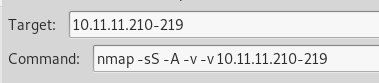 Target: 10.11.11.210-219
Command: nmap -sS -A -v -v 10.11.11.210-219